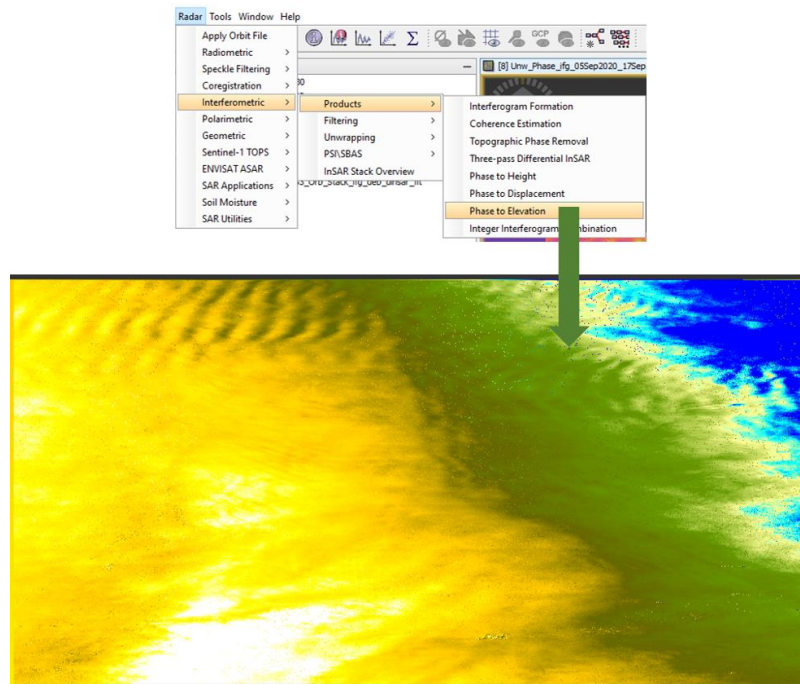 Radar Tools Window Help
Apply Orbit File
Radiometric >
Speckle Filtering >
Coregistration >
Interferometric >
Polarimetric >
Geometric >
Sentinel-1 TOPS >
ENVISAT ASAR >
SAR Applications >
Soil Moisture >
SAR Utilities >
GCP
[8] Unw_Phase_ifg_05Sep2020_17Sep
Products >
Filtering >
Unwrapping >
PSI\SBAS >
InSAR Stack Overview
Interferogram Formation
Coherence Estimation
Topographic Phase Removal
Three-pass Differential InSAR
Phase to Height
Phase to Displacement
Phase to Elevation
Integer Interferogram